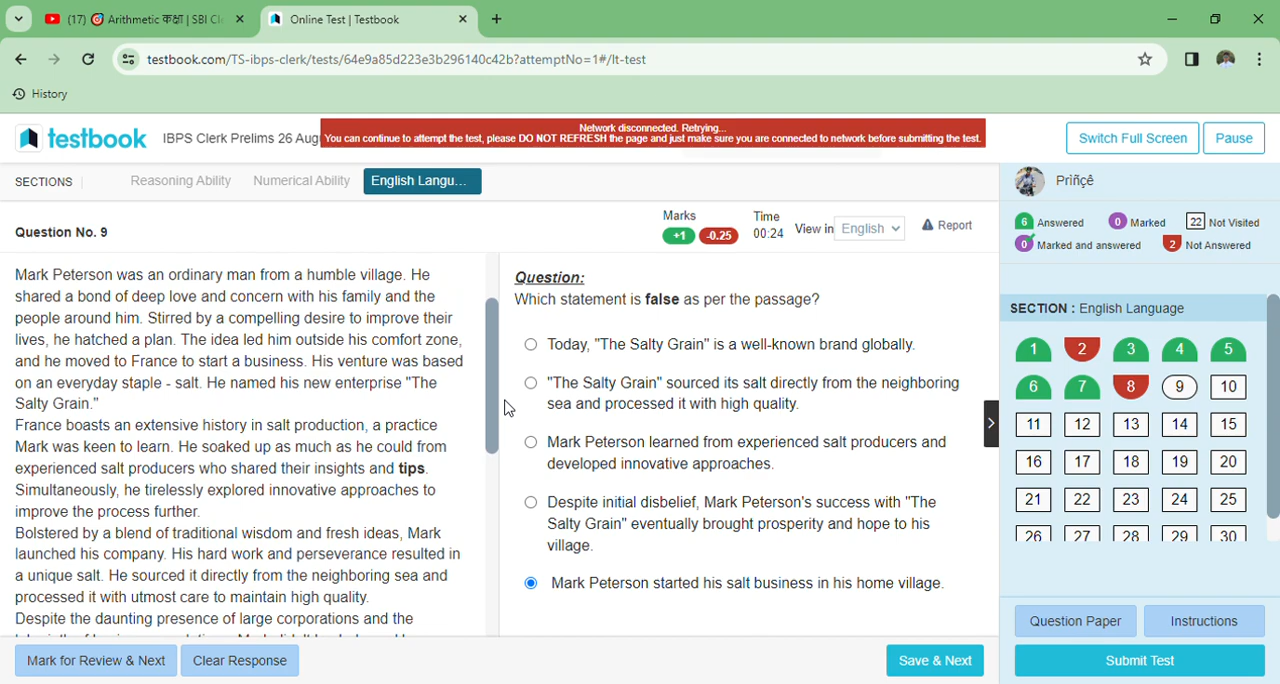 (17) 🎯 Arithmetic कक्षा | SBI Cl
Online Test | Testbook
testbook.com/TS-ibps-clerk/tests/64e9a85d223e3b296140c42b?attemptNo=1#/lt-test
History
testbook
IBPS Clerk Prelims 26 Aug
Network disconnected. Retrying...
You can continue to attempt the test, please DO NOT REFRESH the page and just make sure you are connected to network before submitting the test.
Switch Full Screen
Pause
SECTIONS
Reasoning Ability
Numerical Ability
English Langu...
Priñçê
Question No. 9
Marks
+1
-0.25
Time
00:24
View in
English
Report
6 Answered
0 Marked
22 Not Visited
0 Marked and answered
2 Not Answered
Mark Peterson was an ordinary man from a humble village. He
shared a bond of deep love and concern with his family and the
people around him. Stirred by a compelling desire to improve their
lives, he hatched a plan. The idea led him outside his comfort zone,
and he moved to France to start a business. His venture was based
on an everyday staple - salt. He named his new enterprise "The
Salty Grain."
France boasts an extensive history in salt production, a practice
Mark was keen to learn. He soaked up as much as he could from
experienced salt producers who shared their insights and tips.
Simultaneously, he tirelessly explored innovative approaches to
improve the process further.
Bolstered by a blend of traditional wisdom and fresh ideas, Mark
launched his company. His hard work and perseverance resulted in
a unique salt. He sourced it directly from the neighboring sea and
processed it with utmost care to maintain high quality.
Despite the daunting presence of large corporations and the
Question:
Which statement is false as per the passage?
Today, "The Salty Grain" is a well-known brand globally.
"The Salty Grain" sourced its salt directly from the neighboring
sea and processed it with high quality.
Mark Peterson learned from experienced salt producers and
developed innovative approaches.
Despite initial disbelief, Mark Peterson's success with "The
Salty Grain" eventually brought prosperity and hope to his
village.
Mark Peterson started his salt business in his home village.
SECTION : English Language
1 2 3 4 5
6 7 8 9 10
11 12 13 14 15
16 17 18 19 20
21 22 23 24 25
26 27 28 29 30
Question Paper
Instructions
Mark for Review & Next
Clear Response
Save & Next
Submit Test